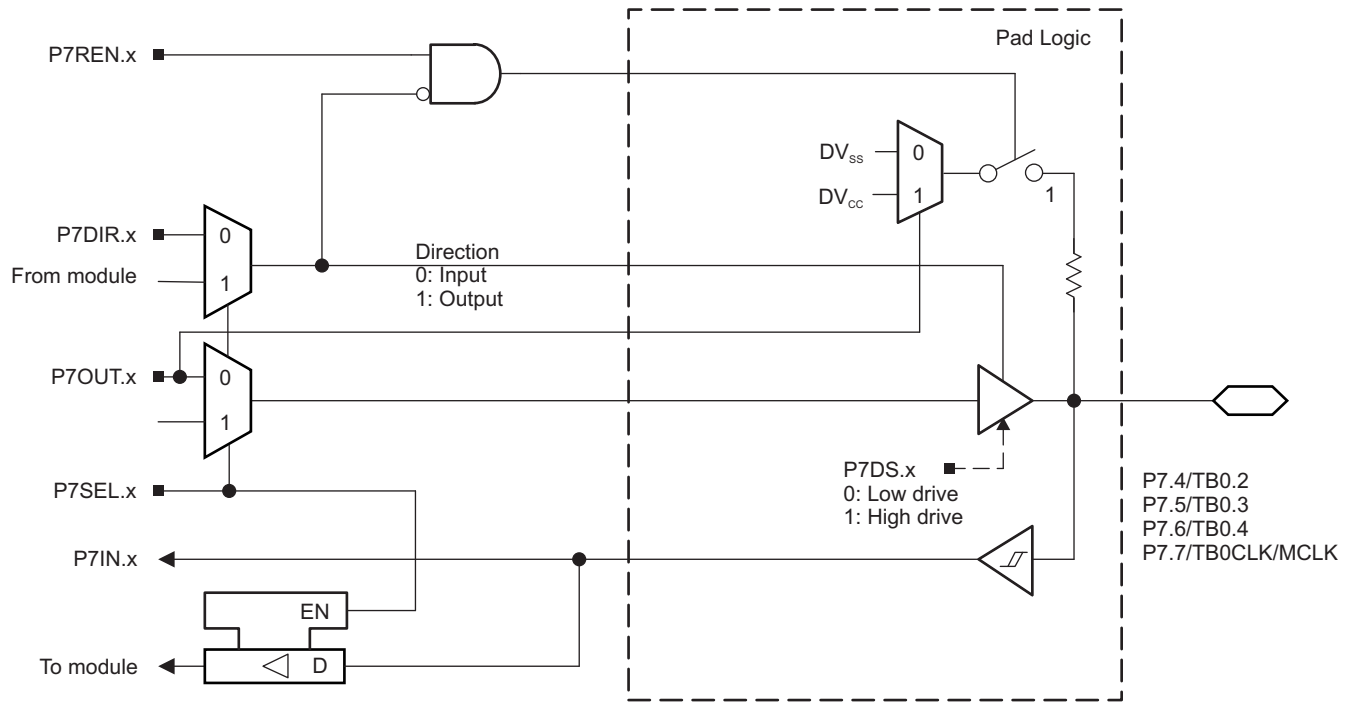 Pad Logic
P7REN.x
DVSS
0
DVCC
1
1
P7DIR.x
0
From module
1
Direction
0: Input
1: Output
P7OUT.x
0
1
P7DS.x
0: Low drive
1: High drive
P7SEL.x
P7.4/TB0.2
P7.5/TB0.3
P7.6/TB0.4
P7.7/TB0CLK/MCLK
P7IN.x
EN
To module
D